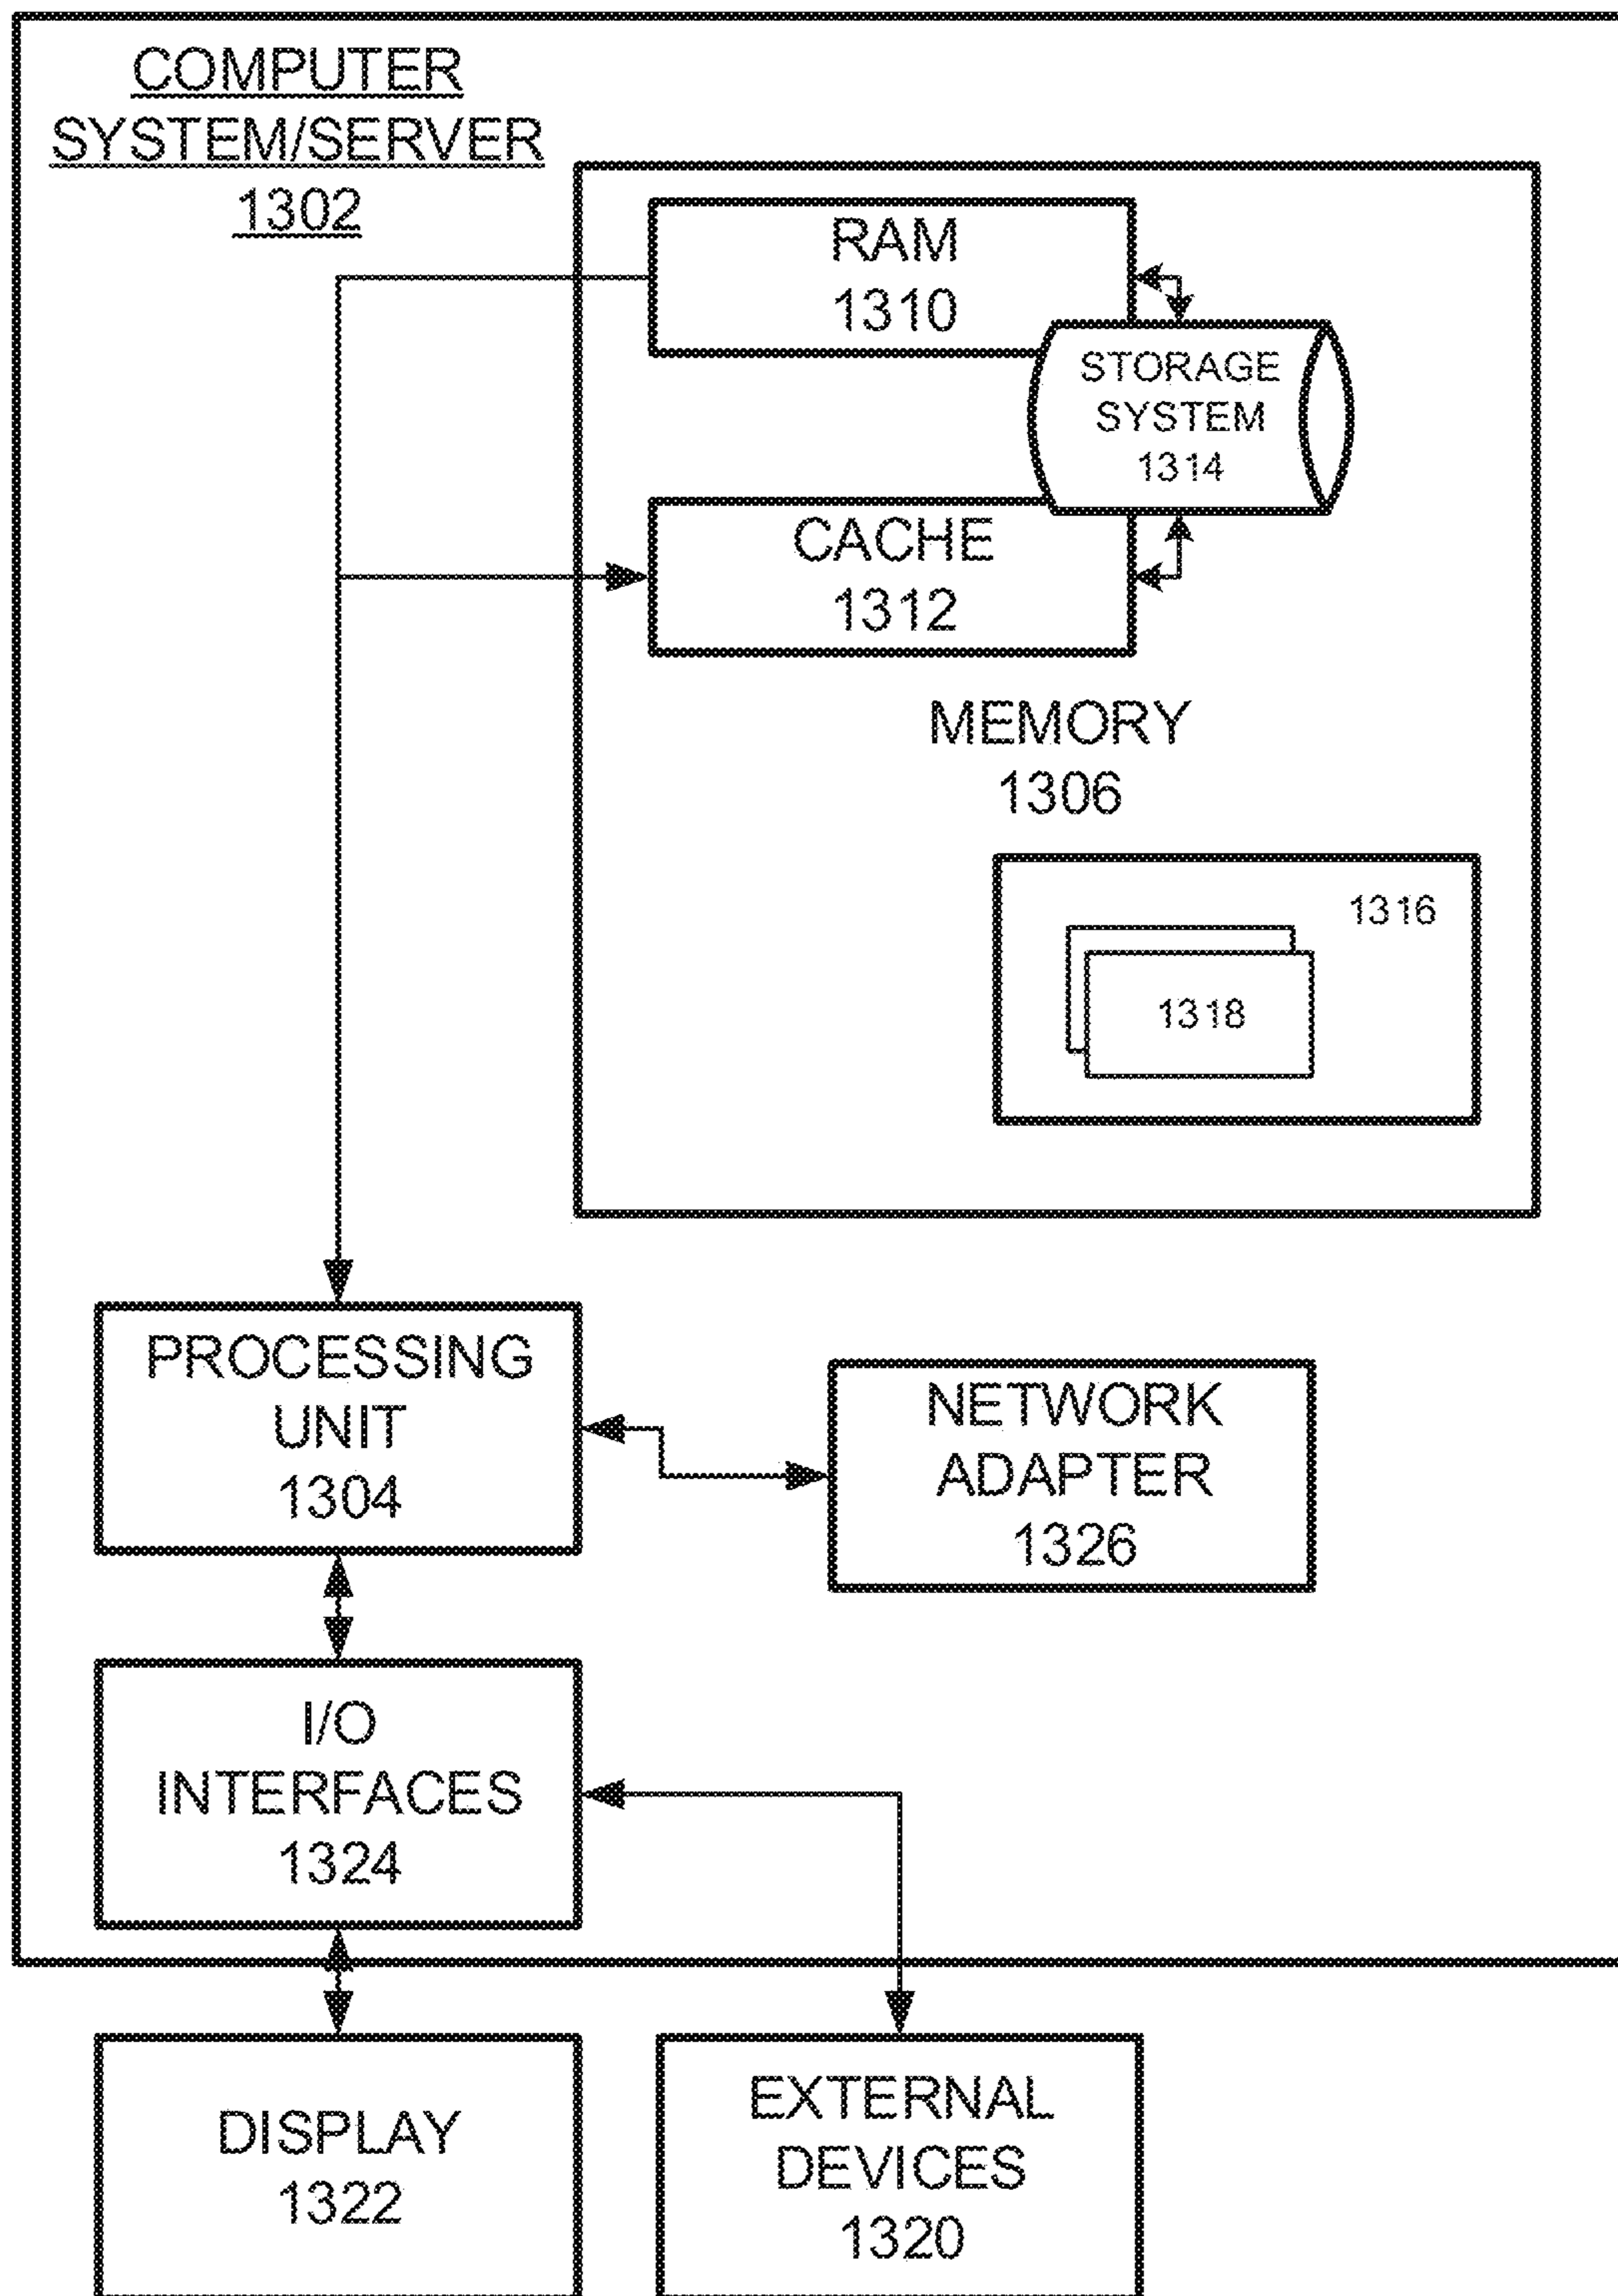 COMPUTER
SYSTEM/SERVER
1302
RAM
1310
STORAGE
SYSTEM
1314
CACHE
1312
MEMORY
1306
1316
1318
PROCESSING
UNIT
1304
NETWORK
ADAPTER
1326
I/O
INTERFACES
1324
DISPLAY
1322
EXTERNAL
DEVICES
1320